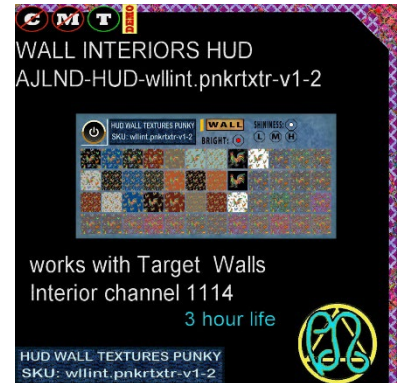 C M T DEMO
WALL INTERIORS HUD
AJLND-HUD-wllint.pnkrtxtr-v1-2
HUD WALL TEXTURES PUNKY
SKU: wllint.pnkrtxtr-v1-2
WALL
SHININESS:
BRIGHT:
L M H
works with Target Walls
Interior channel 1114
3 hour life
HUD WALL TEXTURES PUNKY
SKU: wllint.pnkrtxtr-v1-2